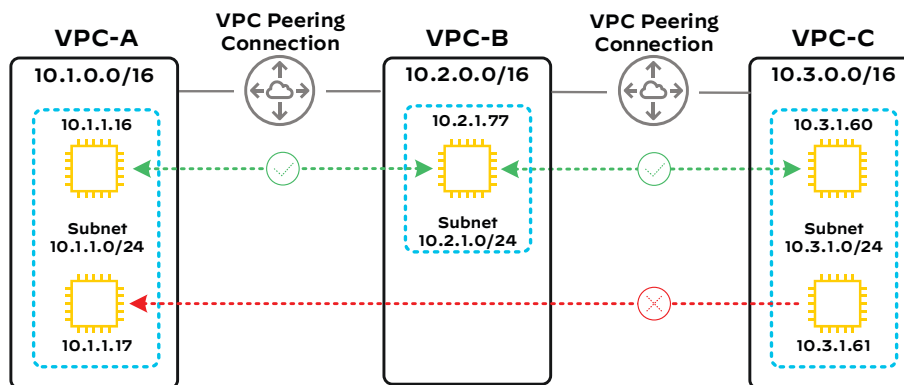 VPC-A
VPC Peering
Connection
VPC-B
VPC Peering
Connection
VPC-C
10.1.0.0/16
10.2.0.0/16
10.3.0.0/16
10.1.1.16
10.2.1.77
10.3.1.60
Subnet
10.1.1.0/24
Subnet
10.2.1.0/24
Subnet
10.3.1.0/24
10.1.1.17
10.3.1.61